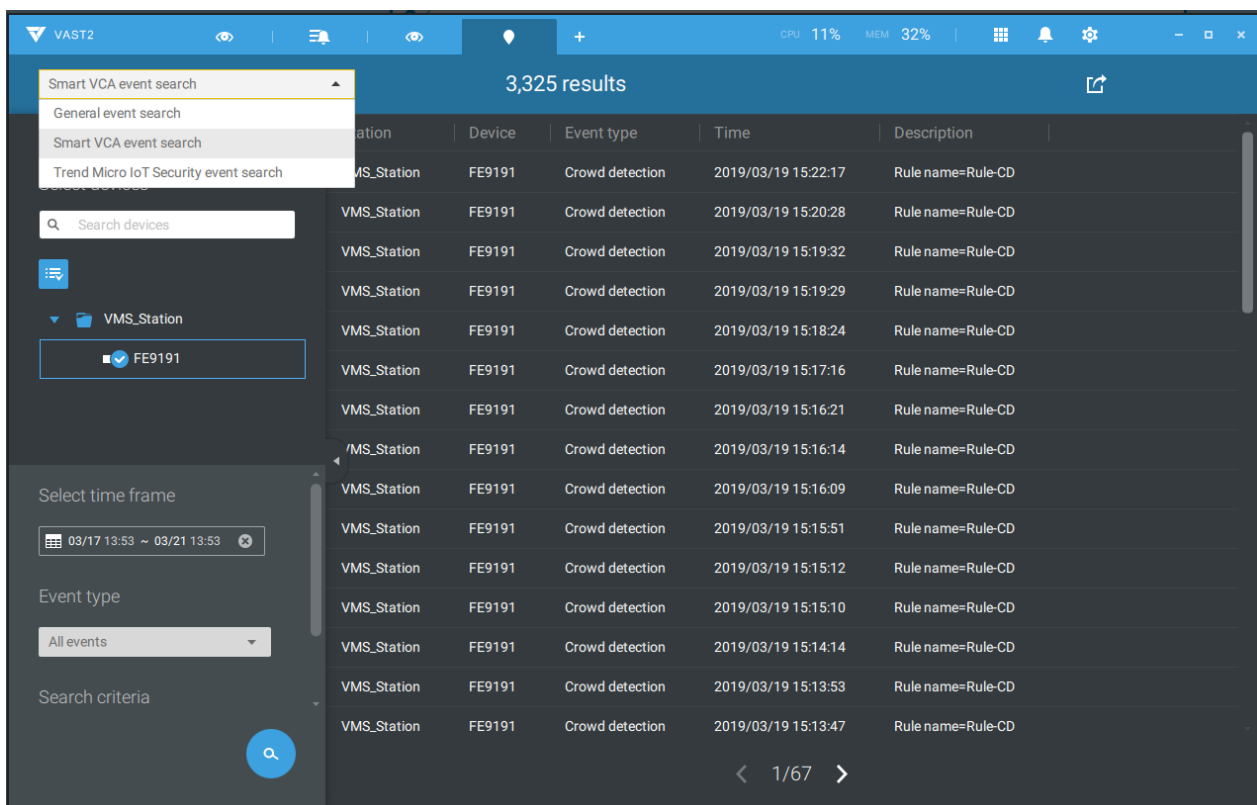 VAST2
+
CPU 11% MEM 32%
Smart VCA event search
3,325 results
General event search
Smart VCA event search
Trend Micro IoT Security event search
Search devices
VMS_Station
FE9191
Select time frame
03/17 13:53 ~ 03/21 13:53
Event type
All events
Search criteria
Device Event type Time Description
FE9191 Crowd detection 2019/03/19 15:22:17 Rule name=Rule-CD
VMS_Station FE9191 Crowd detection 2019/03/19 15:20:28 Rule name=Rule-CD
VMS_Station FE9191 Crowd detection 2019/03/19 15:19:32 Rule name=Rule-CD
VMS_Station FE9191 Crowd detection 2019/03/19 15:19:29 Rule name=Rule-CD
VMS_Station FE9191 Crowd detection 2019/03/19 15:18:24 Rule name=Rule-CD
VMS_Station FE9191 Crowd detection 2019/03/19 15:17:16 Rule name=Rule-CD
VMS_Station FE9191 Crowd detection 2019/03/19 15:16:21 Rule name=Rule-CD
VMS_Station FE9191 Crowd detection 2019/03/19 15:16:14 Rule name=Rule-CD
VMS_Station FE9191 Crowd detection 2019/03/19 15:16:09 Rule name=Rule-CD
VMS_Station FE9191 Crowd detection 2019/03/19 15:15:51 Rule name=Rule-CD
VMS_Station FE9191 Crowd detection 2019/03/19 15:15:12 Rule name=Rule-CD
VMS_Station FE9191 Crowd detection 2019/03/19 15:15:10 Rule name=Rule-CD
VMS_Station FE9191 Crowd detection 2019/03/19 15:14:14 Rule name=Rule-CD
VMS_Station FE9191 Crowd detection 2019/03/19 15:13:53 Rule name=Rule-CD
VMS_Station FE9191 Crowd detection 2019/03/19 15:13:47 Rule name=Rule-CD
1/67